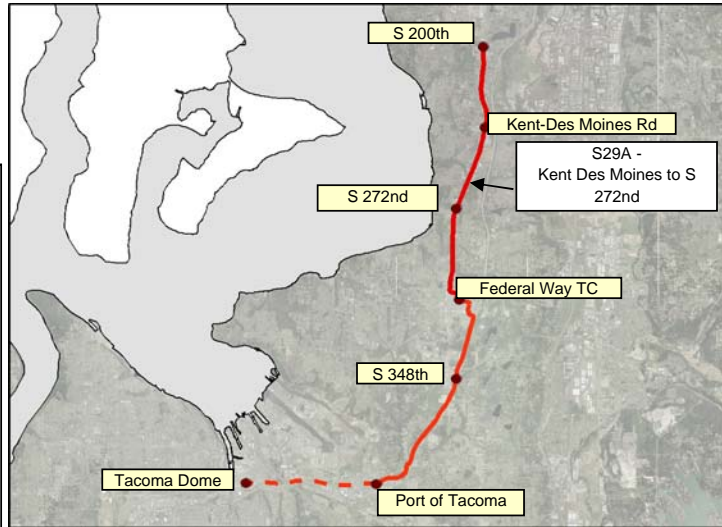 S 200th
Kent-Des Moines Rd
S29A -
Kent Des Moines to S
272nd
S 272nd
Federal Way TC
S 348th
Tacoma Dome
Port of Tacoma